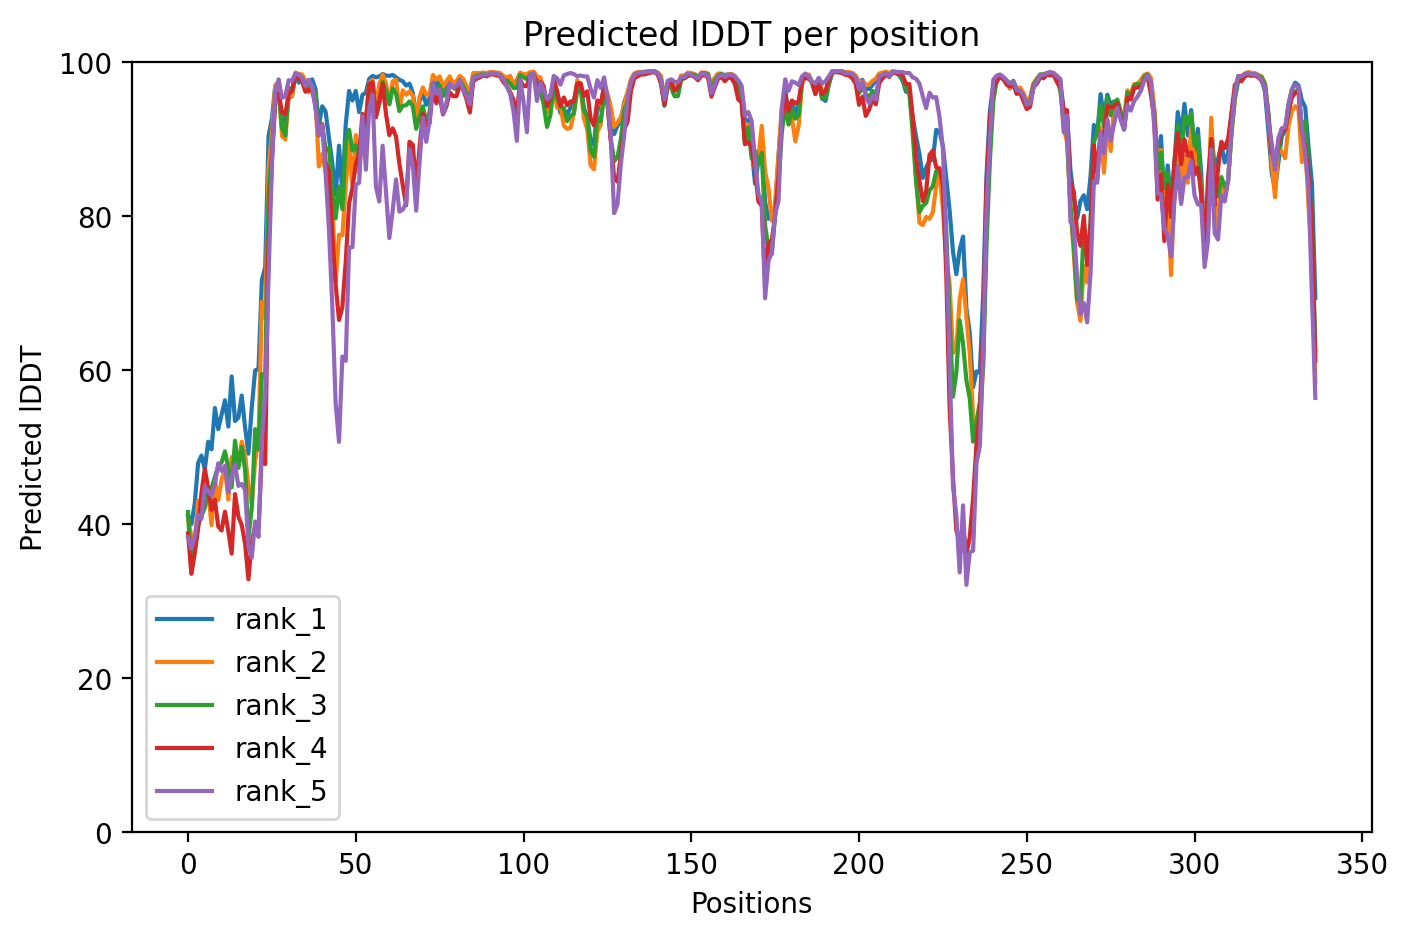 Predicted lDDT per position
Predicted lDDT
100
80
60
40
20
0
rank_1
rank_2
rank_3
rank_4
rank_5
0 50 100 150 200 250 300 350
Positions